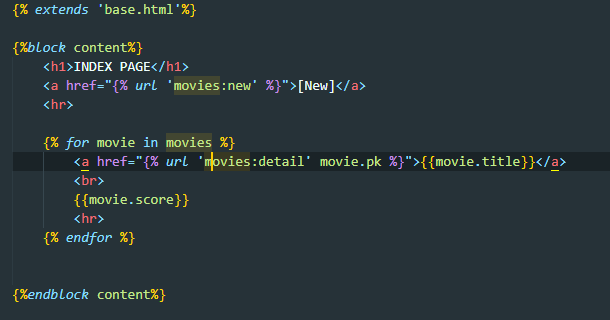 {% extends 'base.html'%}
{%block content%}
<h1>INDEX PAGE</h1>
<a href="{% url 'movies:new' %}">[New]</a>
<hr>
{% for movie in movies %}
<a href="{% url 'movies:detail' movie.pk %}">{{movie.title}}</a>
<br>
{{movie.score}}
<hr>
{% endfor %}
{%endblock content%}